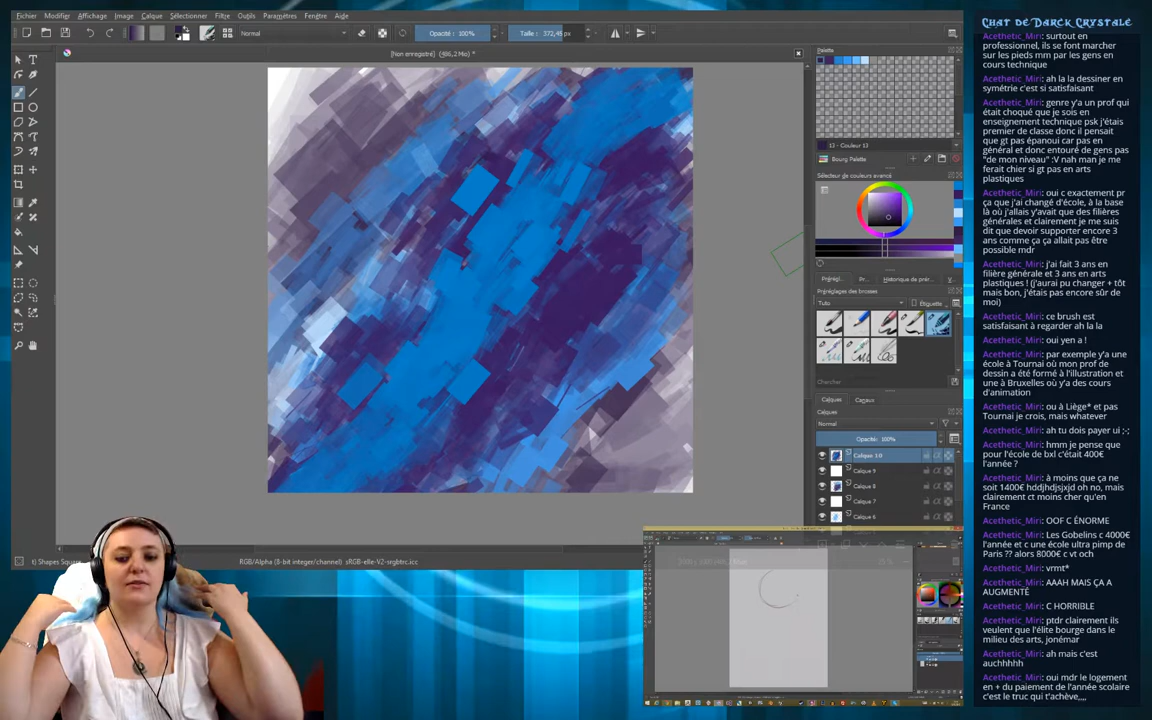 Fichier Modifier Affichage Image Calque Sélectionner Filtre Outils Paramètres Fenêtre Aide
Normal
Opacité : 100%
Taille : 372,45 px
[Non enregistré] (486,2 Mio) *
Palette
13 - Couleur 13
Bourg Palette
Sélecteur de couleurs avancé
Préréglages des brosses
Tuto
Étiquette
Chercher
Calques
Canaux
Calques
Normal
Opacité: 100%
Calque 10
Calque 9
Calque 8
Calque 7
Calque 6
t) Shapes Square
RGB/Alpha (8-bit integer/channel) sRGB-elle-V2-srgbtrc.icc
Chat de Darck Crystale
Acethetic_Miri: surtout en
professionnel, ils se font marcher
sur les pieds mm par les gens en
cours technique
Acethetic_Miri: ah la la dessiner en
symétrie c'est si satisfaisant
Acethetic_Miri: genre y'a un prof qui
était choqué que je sois en
enseignement technique psk j'étais
premier de classe donc il pensait
que gt pas épanoui car pas en
général et donc entouré de gens pas
"de mon niveau" :V nah man je me
ferait chier si gt pas en arts
plastiques
Acethetic_Miri: oui c exactement pr
ça que j'ai changé d'école, à la base
là où j'allais y'avait que des filières
générales et clairement je me suis
dit que devoir supporter encore 3
ans comme ça ça allait pas être
possible mdr
Acethetic_Miri: j'ai fait 3 ans en
filière générale et 3 ans en arts
plastiques ! (j'aurai pu changer + tôt
mais bon, j'étais pas encore sûr de
moi)
Acethetic_Miri: ce brush est
satisfaisant à regarder ah la la
Acethetic_Miri: oui yen a !
Acethetic_Miri: par exemple y'a une
école à Tournai où mon prof de
dessin a été formé à l'illustration et
une à Bruxelles où y'a des cours
d'animation
Acethetic_Miri: ou à Liège* et pas
Tournai je crois, mais whatever
Acethetic_Miri: ah tu dois payer ui ;-;
Acethetic_Miri: hmm je pense que
pour l'école de bxl c'était 400€
l'année ?
Acethetic_Miri: à moins que ça ne
soit 1400€ hddjhdjsjxjd oh no, mais
clairement ct moins cher qu'en
France
Acethetic_Miri: OOF C ÉNORME
Acethetic_Miri: Les Gobelins c 4000€
l'année et c une école ultra pimp de
Paris ?? alors 8000€ c vt och
Acethetic_Miri: vrmt*
Acethetic_Miri: AAAH MAIS ÇA A
AUGMENTÉ
Acethetic_Miri: C HORRIBLE
Acethetic_Miri: ptdr clairement ils
veulent que l'élite bourge dans le
milieu des arts, jonémar
Acethetic_Miri: ah mais c'est
auchhhhh
Acethetic_Miri: oui mdr le logement
en + du paiement de l'année scolaire
c'est le truc qui t'achève,,,,